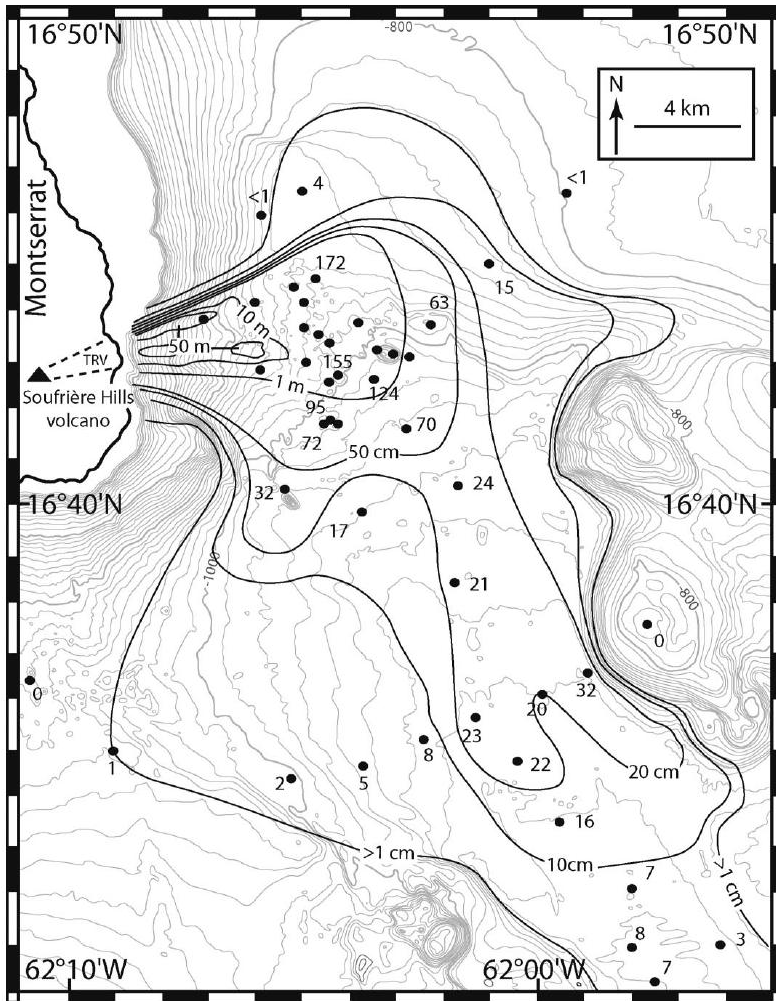 -800
16°50'N
16°50'N
N
4 km
<1
4
<1
Montserrat
172
15
63
10 m
50 m
TRV
155
1 m
124
Soufrière Hills
volcano
95
72
70
50 cm
-800
32
24
16°40'N
16°40'N
17
-1000
21
-800
0
0
32
20
23
8
22
20 cm
1
2
5
16
>1 cm
10cm
>1 cm
7
8
3
62°10'W
62°00'W
7